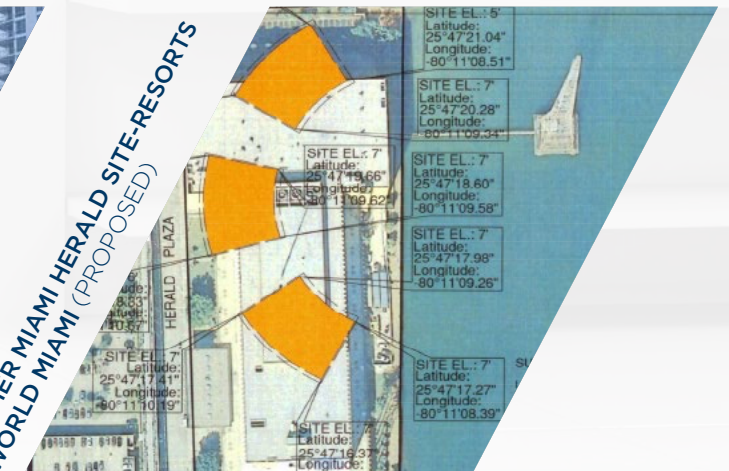 ER MIAMI HERALD SITE-RESORTS
WORLD MIAMI (PROPOSED)
SITE EL.: 5'
Latitude:
25°47'21.04"
Longitude:
-80°11'08.51"
SITE EL.: 7'
Latitude:
25°47'20.28"
Longitude:
-80°11'09.34"
SITE EL.: 7'
Latitude:
25°47'19.66"
Longitude:
-80°11'09.62"
SITE EL.: 7'
Latitude:
25°47'18.60"
Longitude:
-80°11'09.58"
SITE EL.: 7'
Latitude:
25°47'17.98"
Longitude:
-80°11'09.26"
HERALD PLAZA
SITE EL.: 7'
Latitude:
25°47'17.41"
Longitude:
-80°11'10.19"
SITE EL.: 7'
Latitude:
25°47'17.27"
Longitude:
-80°11'08.39"
SITE EL.: 7'
Latitude:
25°47'16.37"
Longitude: